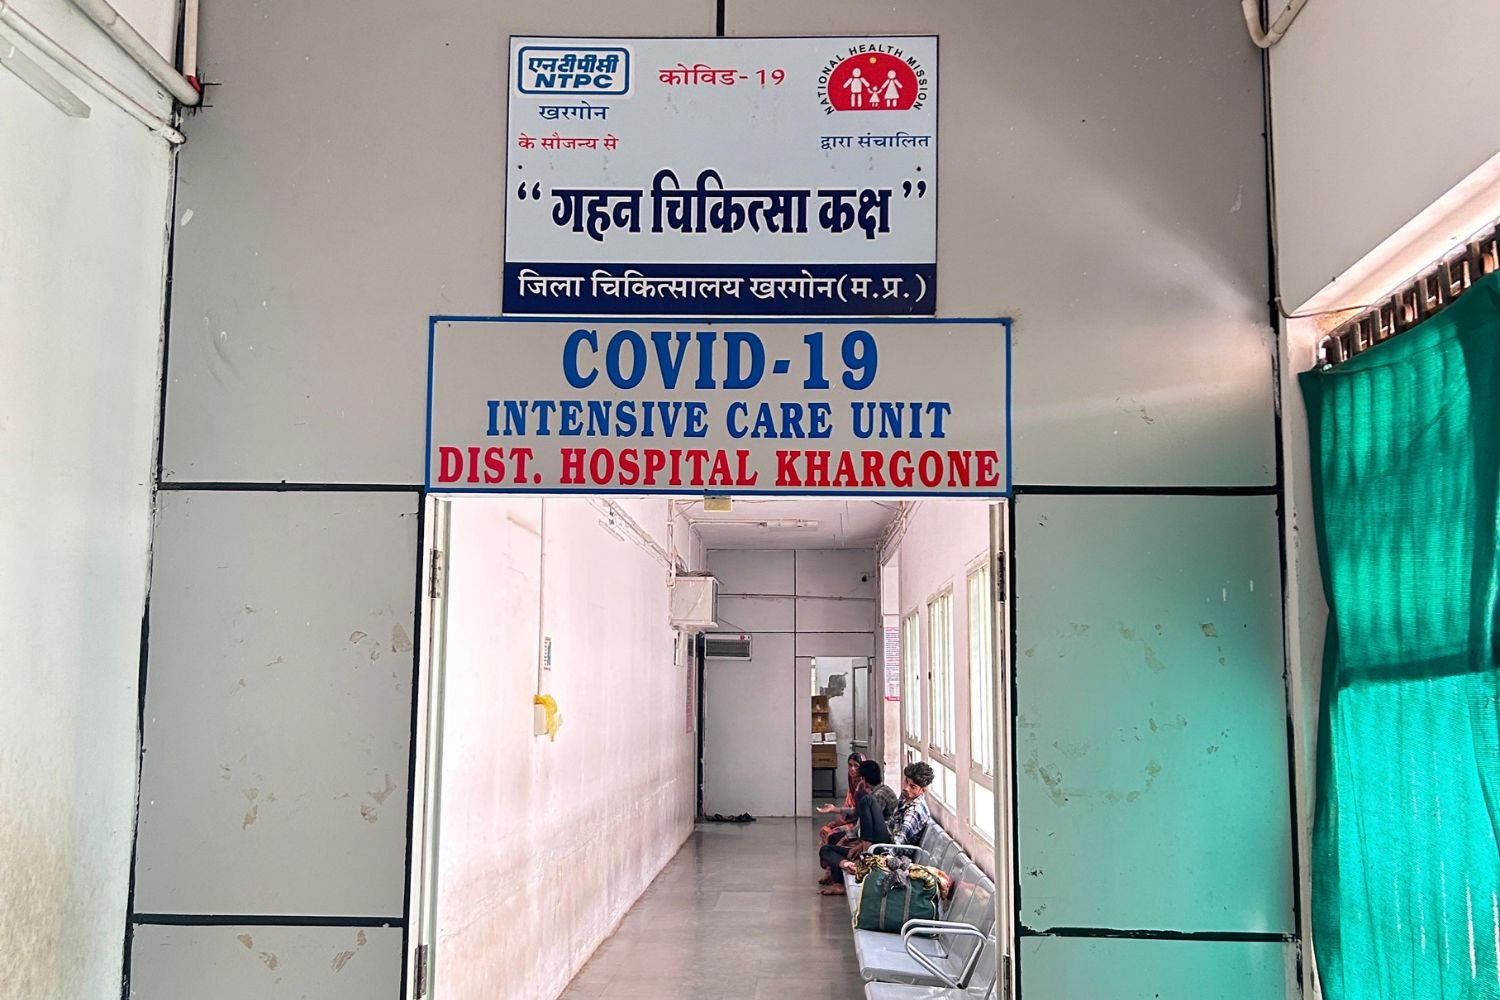 एनटीपीसी
NTPC
खरगोन
के सौजन्य से
कोविड-19
NATIONAL HEALTH MISSION
द्वारा संचालित
“गहन चिकित्सा कक्ष”
जिला चिकित्सालय खरगोन(म.प्र.)
COVID-19
INTENSIVE CARE UNIT
DIST. HOSPITAL KHARGONE